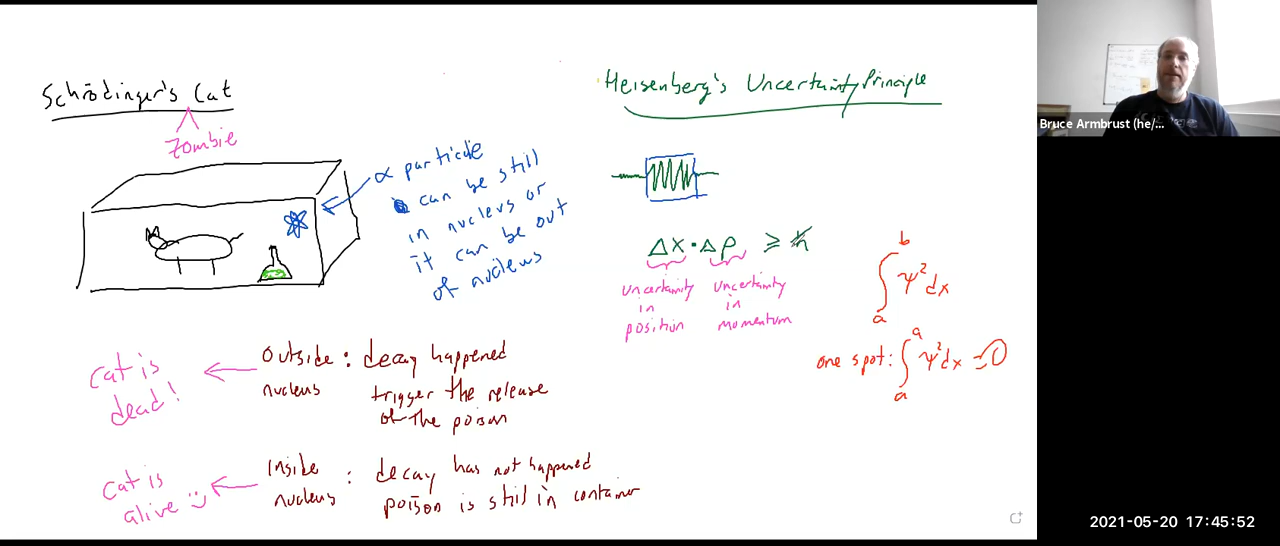 Schrödinger's Cat
Zombie
α particle
can be still
in nucleus or
it can be out
of nucleus
cat is
dead!
outside : decay happened
nucleus
trigger the release
of the poison
cat is
alive
inside : decay has not happened
nucleus
poison is still in container
Heisenberg's Uncertainty Principle
Δx · Δp ≥ ħ
uncertainity
in
position
uncertainity
in
momentum
b
∫ ψ² dx
a
a
one spot: ∫ ψ² dx = 0
a
Bruce Armbrust (he/...
2021-05-20 17:45:52